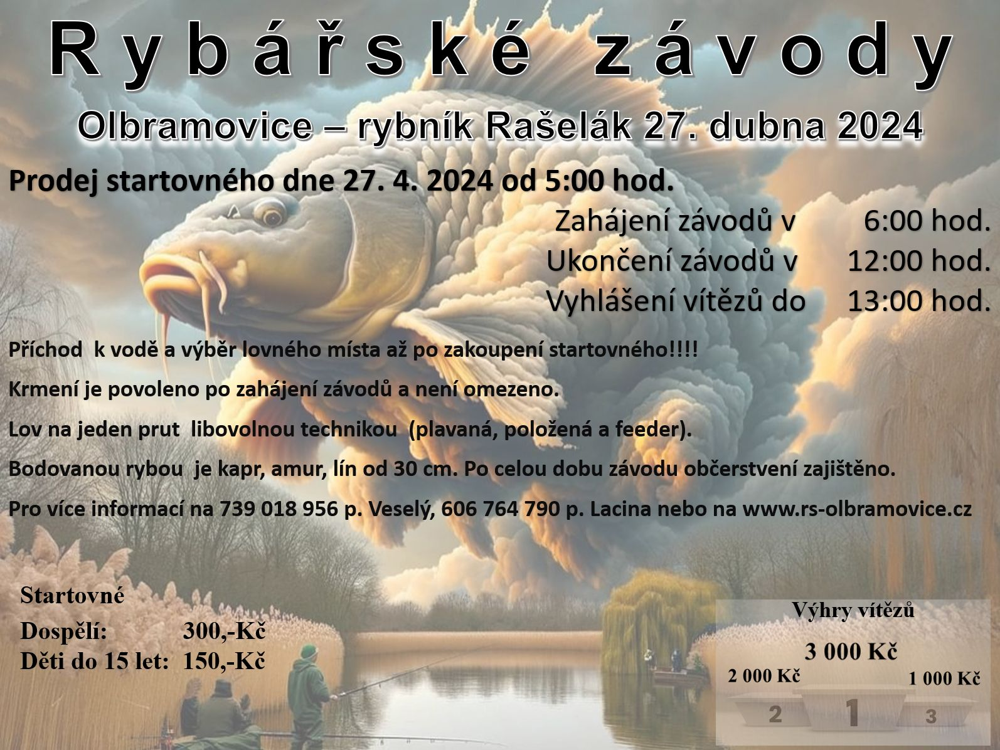 Rybářské závody
Olbramovice – rybník Rašelák 27. dubna 2024
Prodej startovného dne 27. 4. 2024 od 5:00 hod.
Zahájení závodů v 6:00 hod.
Ukončení závodů v 12:00 hod.
Vyhlášení vítězů do 13:00 hod.
Příchod k vodě a výběr lovného místa až po zakoupení startovného!!!!
Krmení je povoleno po zahájení závodů a není omezeno.
Lov na jeden prut libovolnou technikou (plavaná, položená a feeder).
Bodovanou rybou je kapr, amur, lín od 30 cm. Po celou dobu závodu občerstvení zajištěno.
Pro více informací na 739 018 956 p. Veselý, 606 764 790 p. Lacina nebo na www.rs-olbramovice.cz
Startovné
Dospělí: 300,-Kč
Děti do 15 let: 150,-Kč
Výhry vítězů
3 000 Kč
2 000 Kč 1 000 Kč
2 1 3